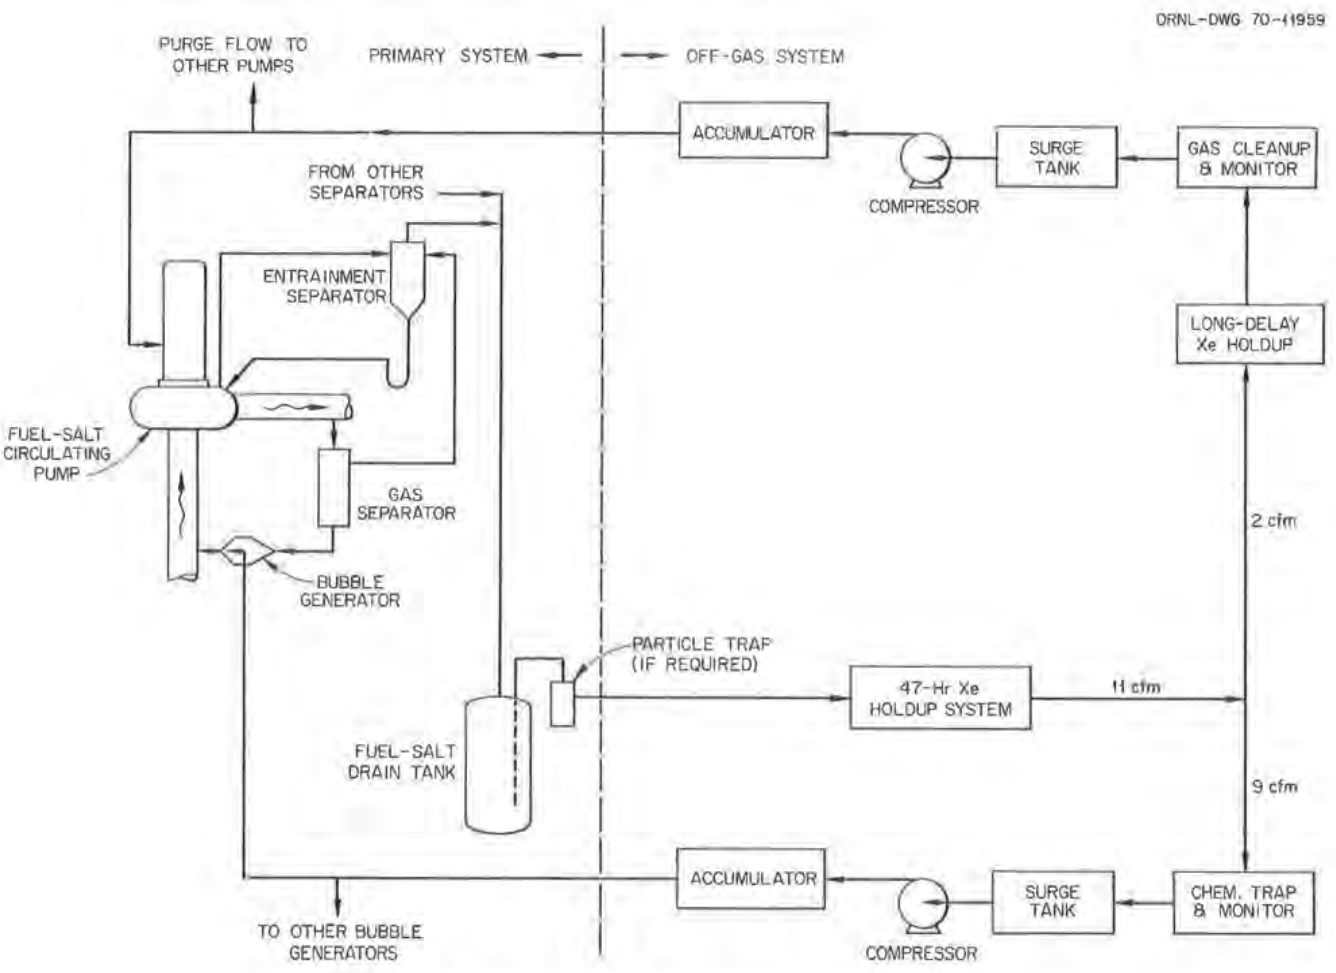 ORNL-DWG 70-11959
PURGE FLOW TO
OTHER PUMPS
PRIMARY SYSTEM
OFF-GAS SYSTEM
ACCUMULATOR
COMPRESSOR
SURGE
TANK
GAS CLEANUP
& MONITOR
FROM OTHER
SEPARATORS
ENTRAINMENT
SEPARATOR
LONG-DELAY
Xe HOLDUP
FUEL-SALT
CIRCULATING
PUMP
GAS
SEPARATOR
2 cfm
BUBBLE
GENERATOR
PARTICLE TRAP
(IF REQUIRED)
47-Hr Xe
HOLDUP SYSTEM
11 cfm
FUEL-SALT
DRAIN TANK
9 cfm
ACCUMULATOR
COMPRESSOR
SURGE
TANK
CHEM. TRAP
& MONITOR
TO OTHER BUBBLE
GENERATORS